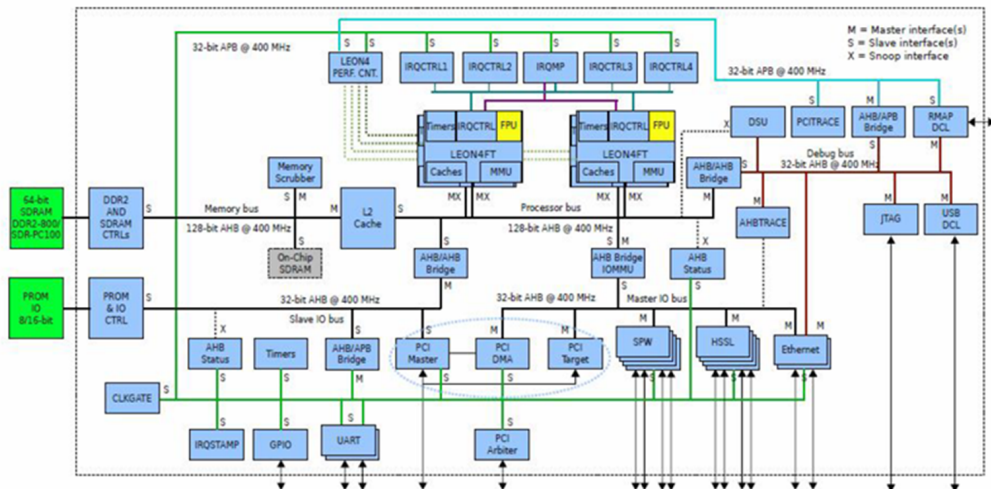 M = Master interface(s)
S = Slave interface(s)
X = Snoop interface
32-bit APB @ 400 MHz
S
S
S
S
S
S
S
LEON4
PERF. CNT.
IRQCTRL1
IRQCTRL2
IRQMP
IRQCTRL3
IRQCTRL4
32-bit APB @ 400 MHz
S
M
S
X
DSU
PCITRACE
AHB/APB
Bridge
RMAP
DCL
S
M
Timers
IRQCTRL
FPU
LEON4FT
Caches
MMU
MX
MX
Timers
IRQCTRL
FPU
LEON4FT
Caches
MMU
MX
MX
Debug bus
32-bit AHB @ 400 MHz
AHB/AHB
Bridge
S
M
Memory
Scrubber
S
M
64-bit
SDRAM
DDR2-800/
SDR-PC100
DDR2
AND
SDRAM
CTRLs
S
Memory bus
128-bit AHB @ 400 MHz
M
L2
Cache
S
Processor bus
128-bit AHB @ 400 MHz
S
AHBTRACE
M
JTAG
M
USB
DCL
On-Chip
SDRAM
S
AHB/AHB
Bridge
M
S
M
AHB Bridge
IOMMU
S
X
AHB
Status
S
PROM
IO
8/16-bit
PROM
& IO
CTRL
S
32-bit AHB @ 400 MHz
Slave IO bus
32-bit AHB @ 400 MHz
Master IO bus
X
AHB
Status
S
Timers
S
S
AHB/APB
Bridge
M
S
PCI
Master
S
M
PCI
DMA
S
M
PCI
Target
M
SPW
S
M
HSSL
S
M
M
Ethernet
S
CLKGATE
S
S
IRQSTAMP
S
GPIO
S
UART
S
PCI
Arbiter